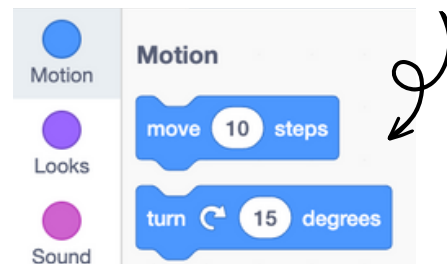 Motion
Looks
Sound
Motion
move 10 steps
turn 15 degrees